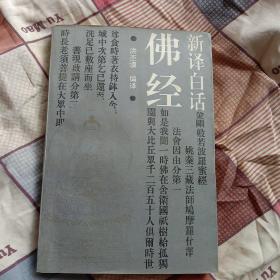 新译白话
佛经
洪丕谟 编译
金剛般若波羅蜜經
姚秦三藏法師鳩摩羅什譯
法會因由分第一
如是我聞一時佛在舍衛國祇樹給孤獨
園與大比丘眾千二百五十人俱爾時世
尊食時著衣持鉢入舍
城中次第乞已還至
洗足已敷座而坐
善現啟請分第二
時長老須菩提在大眾中即